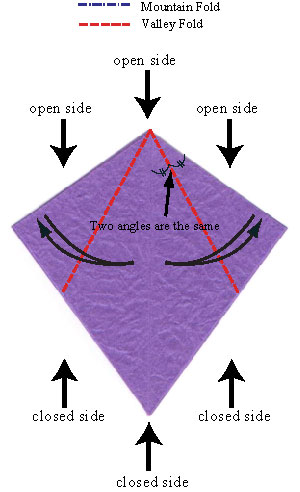 Mountain Fold
Valley Fold
open side
open side
open side
Two angles are the same
closed side
closed side
closed side